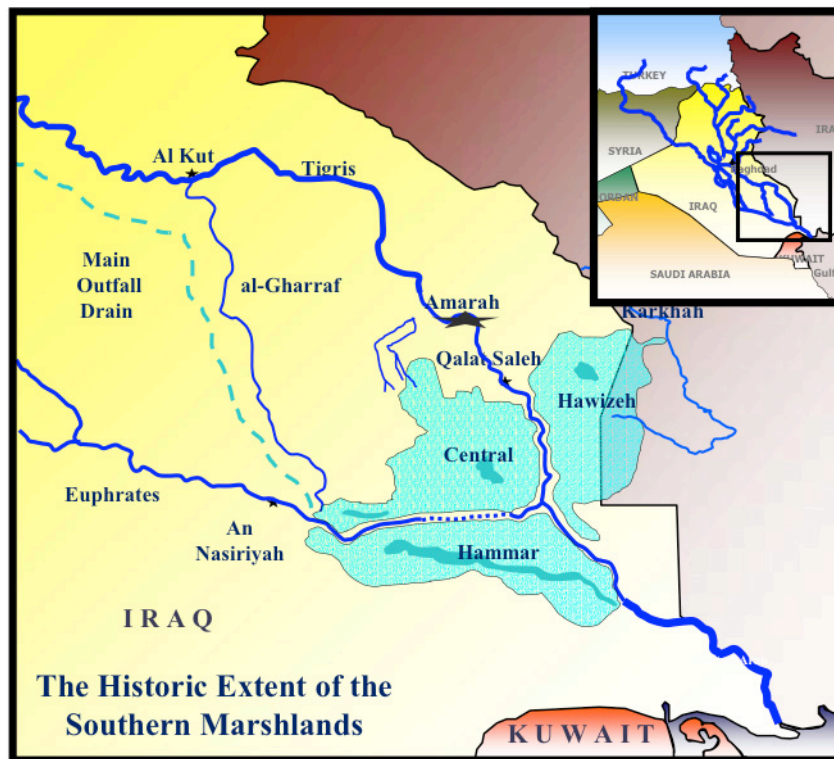 TURKEY
IRA
SYRIA
Baghdad
ORDAN
IRAQ
KUWAIT
SAUDI ARABIA
Gulf
Al Kut
Tigris
Main
Outfall
Drain
al-Gharraf
Amarah
Karkhah
Qalat Saleh
Hawizeh
Central
Euphrates
An
Nasiriyah
Hammar
IRAQ
The Historic Extent of the
Southern Marshlands
KUWAIT